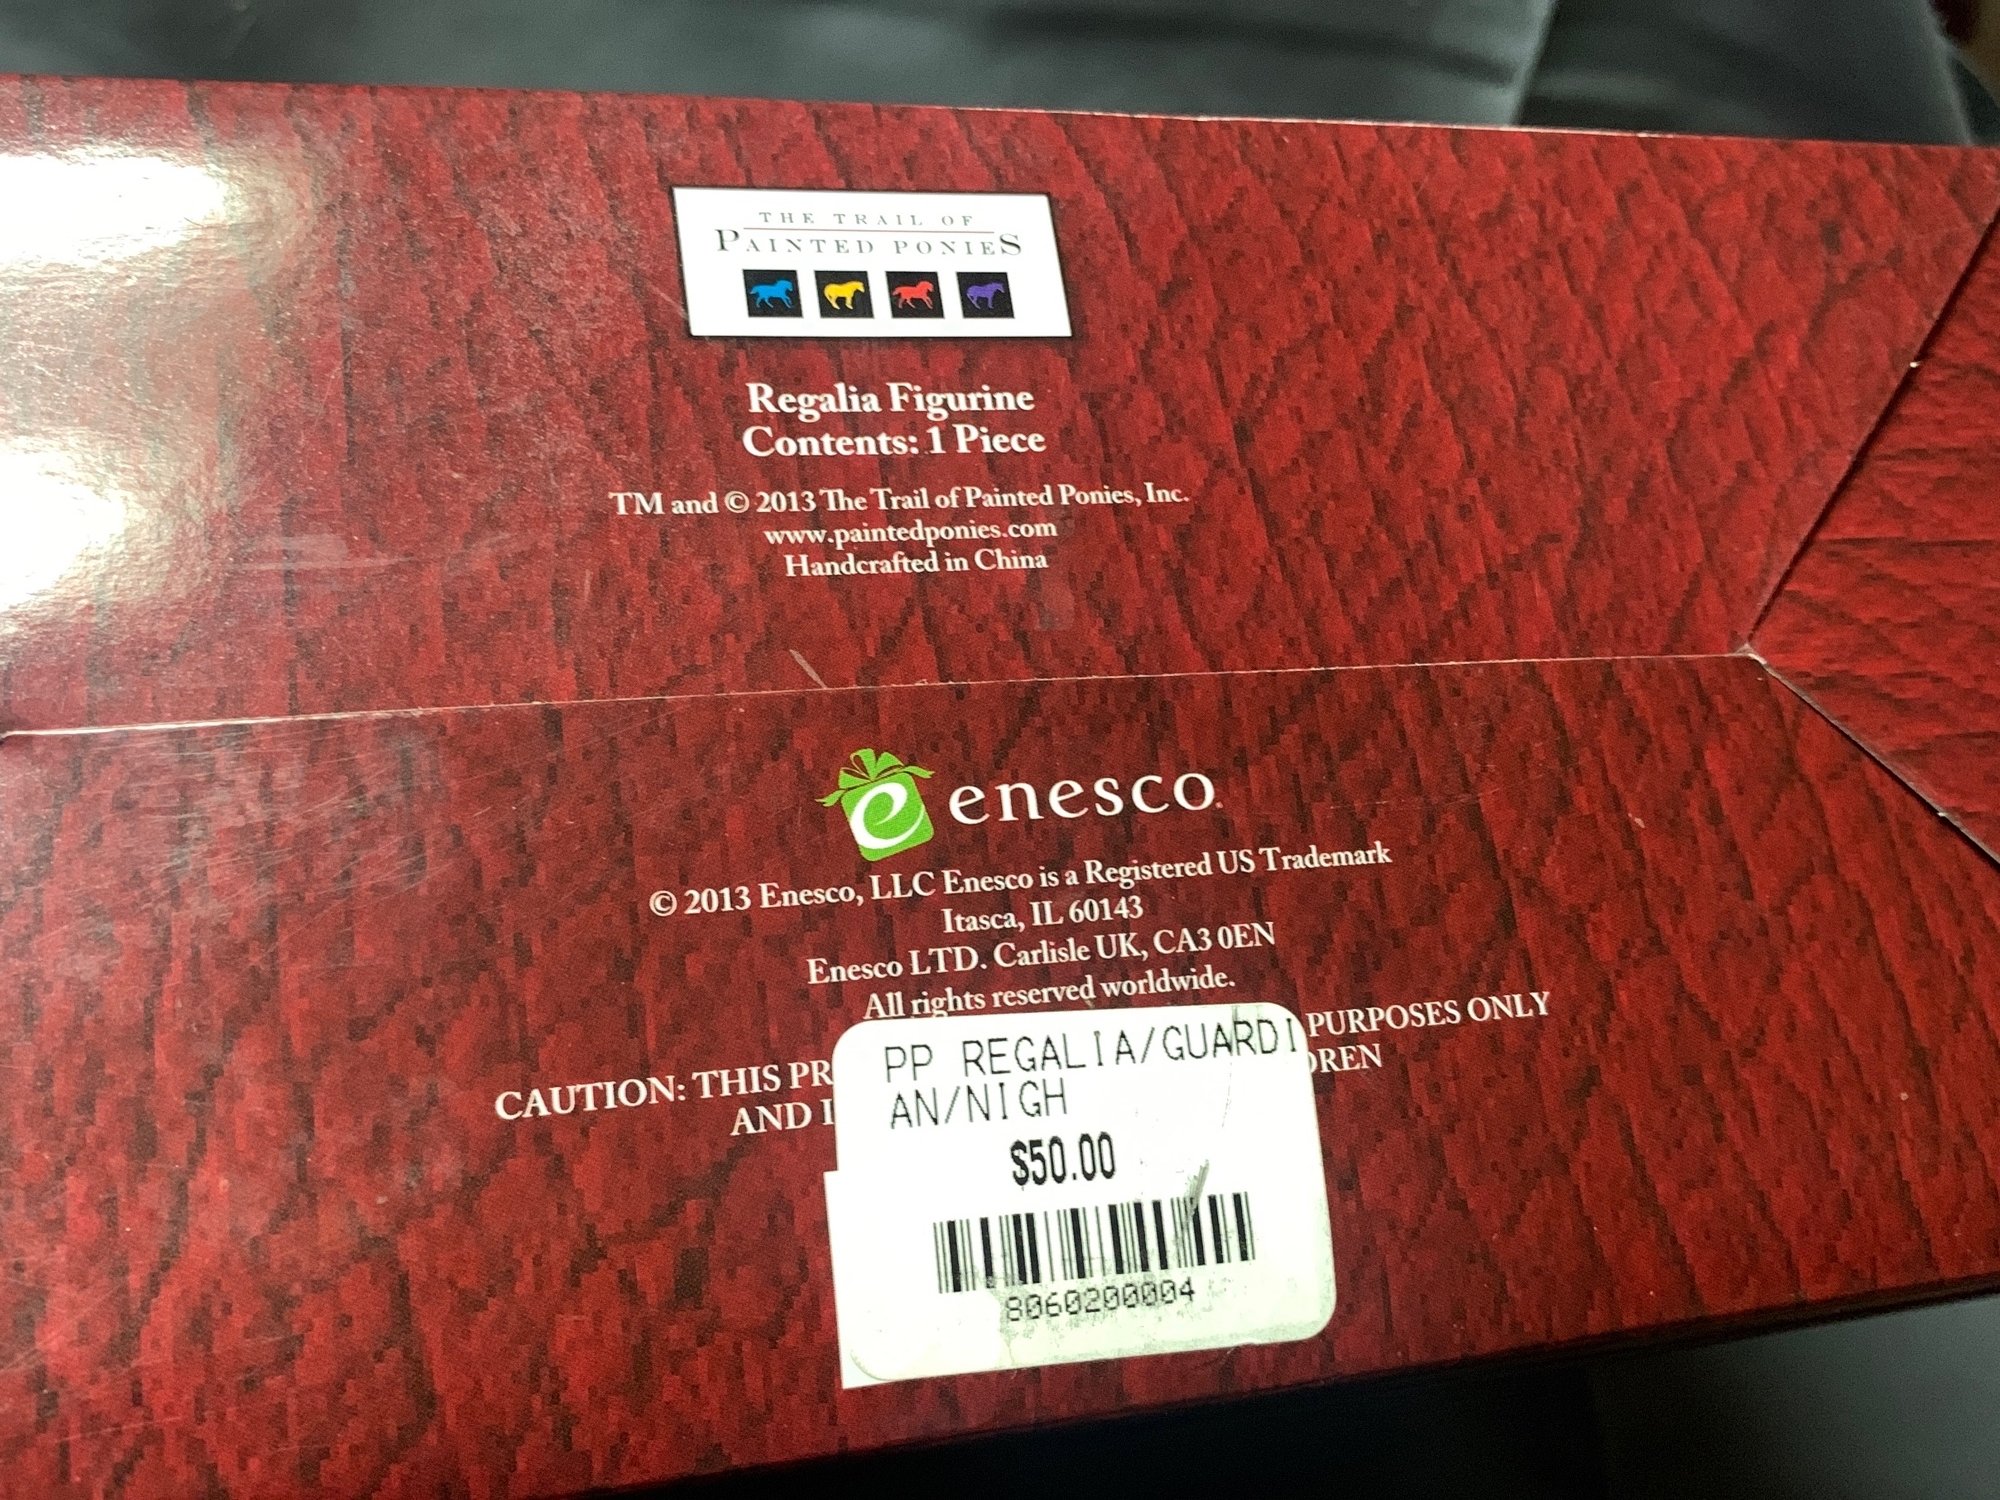 THE TRAIL OF
PAINTED PONIES
Regalia Figurine
Contents: 1 Piece
TM and © 2013 The Trail of Painted Ponies, Inc.
www.paintedponies.com
Handcrafted in China
e enesco.
© 2013 Enesco, LLC Enesco is a Registered US Trademark
Itasca, IL 60143
Enesco LTD. Carlisle UK, CA3 0EN
All rights reserved worldwide.
CAUTION: THIS PR PURPOSES ONLY
AND I DREN
PP REGALIA/GUARDI
AN/NIGH
$50.00
8060200004